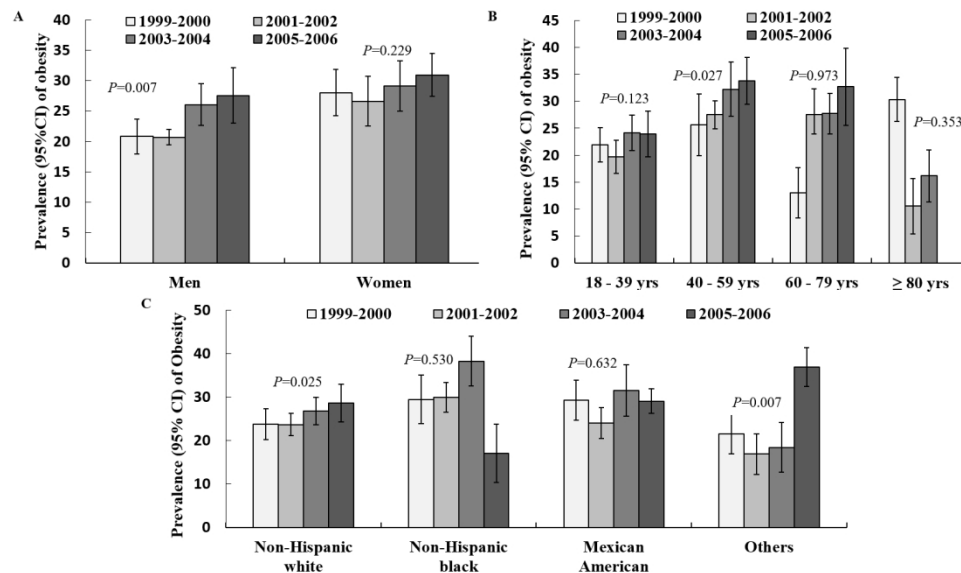 A
1999-2000 2001-2002
2003-2004 2005-2006
Prevalence (95%CI) of obesity
40
35
30
25
20
15
10
5
0
P=0.007
P=0.229
Men Women
B
1999-2000 2001-2002
2003-2004 2005-2006
Prevalence (95% CI) of obesity
45
40
35
30
25
20
15
10
5
0
P=0.123
P=0.027
P=0.973
P=0.353
18 - 39 yrs 40 - 59 yrs 60 - 79 yrs ≥ 80 yrs
C
1999-2000 2001-2002 2003-2004 2005-2006
Prevalence (95% CI) of Obesity
50
40
30
20
10
0
P=0.025
P=0.530
P=0.632
P=0.007
Non-Hispanic white
Non-Hispanic black
Mexican American
Others